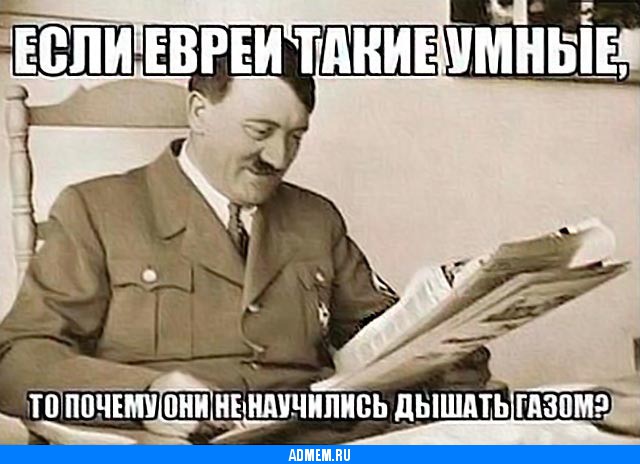 ЕСЛИ ЕВРЕИ ТАКИЕ УМНЫЕ,
ТО ПОЧЕМУ ОНИ НЕ НАУЧИЛИСЬ ДЫШАТЬ ГАЗОМ?
ADMEM.RU